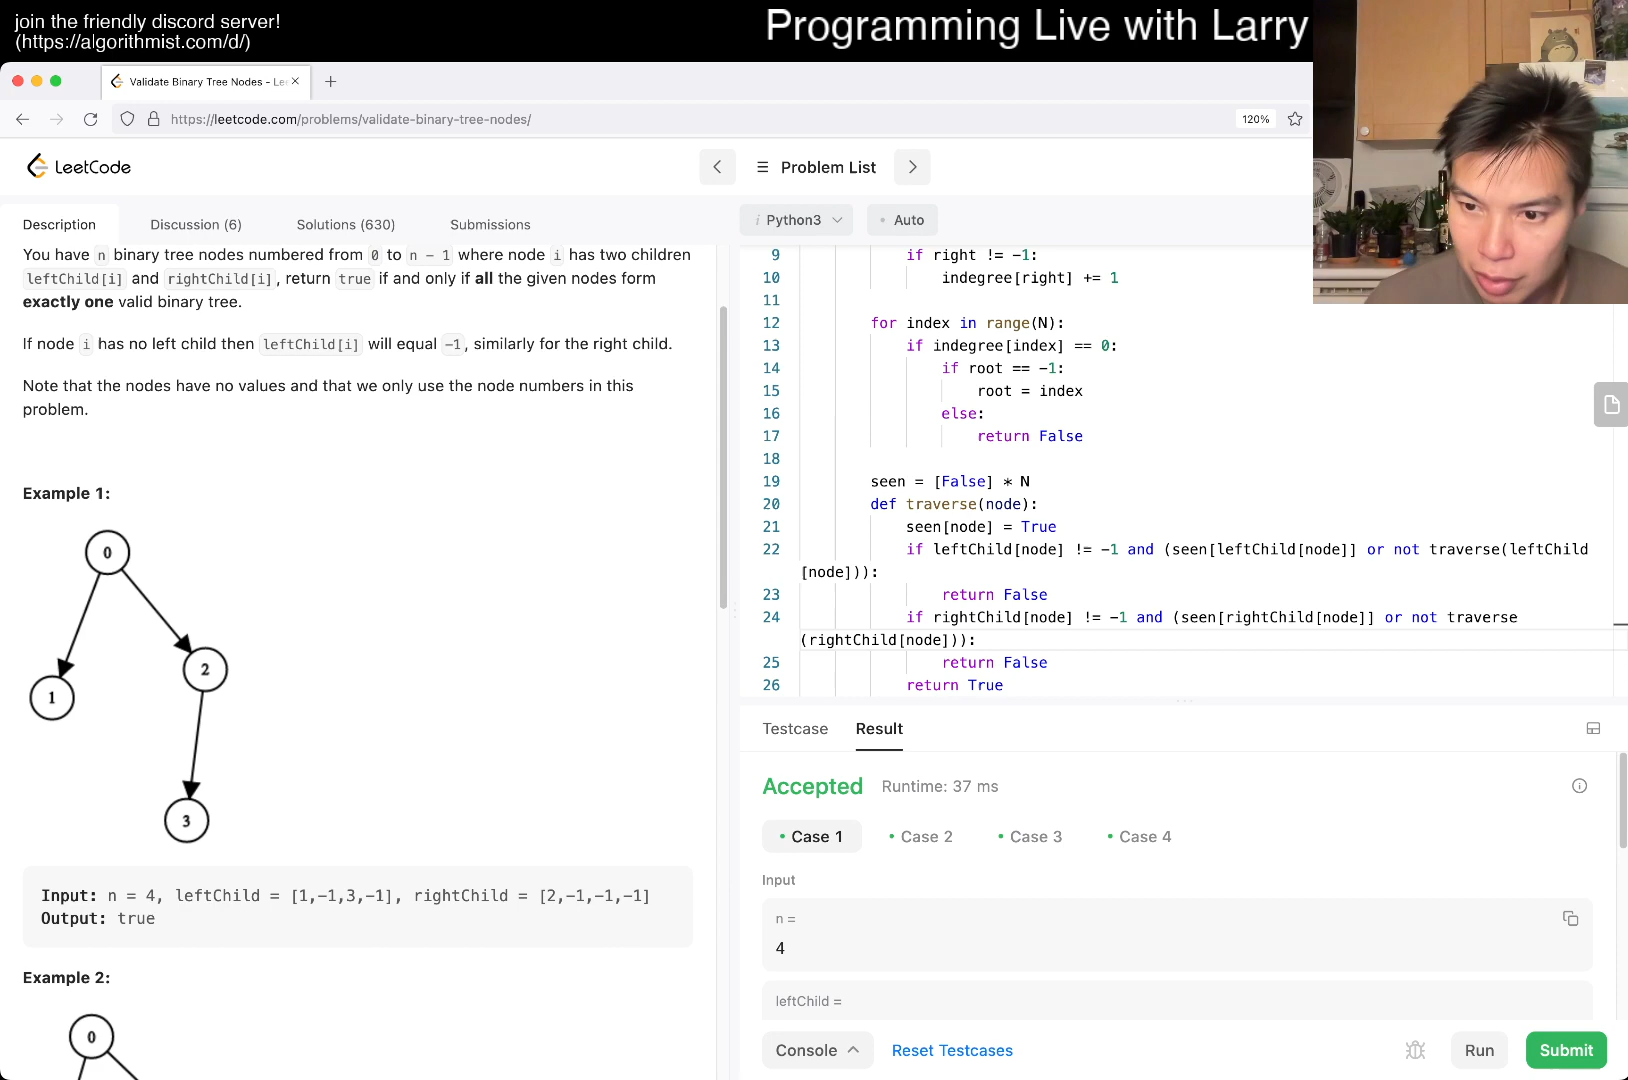 join the friendly discord server!
(https://algorithmist.com/d/)
Programming Live with Larry
Validate Binary Tree Nodes - Lee
https://leetcode.com/problems/validate-binary-tree-nodes/
120%
LeetCode
Problem List
Description
Discussion (6)
Solutions (630)
Submissions
i Python3
Auto
You have n binary tree nodes numbered from 0 to n - 1 where node i has two children
leftChild[i] and rightChild[i], return true if and only if all the given nodes form
exactly one valid binary tree.
If node i has no left child then leftChild[i] will equal -1, similarly for the right child.
Note that the nodes have no values and that we only use the node numbers in this
problem.
Example 1:
0
1
2
3
Input: n = 4, leftChild = [1,-1,3,-1], rightChild = [2,-1,-1,-1]
Output: true
Example 2:
0
9 if right != -1:
10 indegree[right] += 1
11
12 for index in range(N):
13 if indegree[index] == 0:
14 if root == -1:
15 root = index
16 else:
17 return False
18
19 seen = [False] * N
20 def traverse(node):
21 seen[node] = True
22 if leftChild[node] != -1 and (seen[leftChild[node]] or not traverse(leftChild
[node])):
23 return False
24 if rightChild[node] != -1 and (seen[rightChild[node]] or not traverse
(rightChild[node])):
25 return False
26 return True
Testcase
Result
Accepted
Runtime: 37 ms
Case 1
Case 2
Case 3
Case 4
Input
n =
4
leftChild =
Console
Reset Testcases
Run
Submit